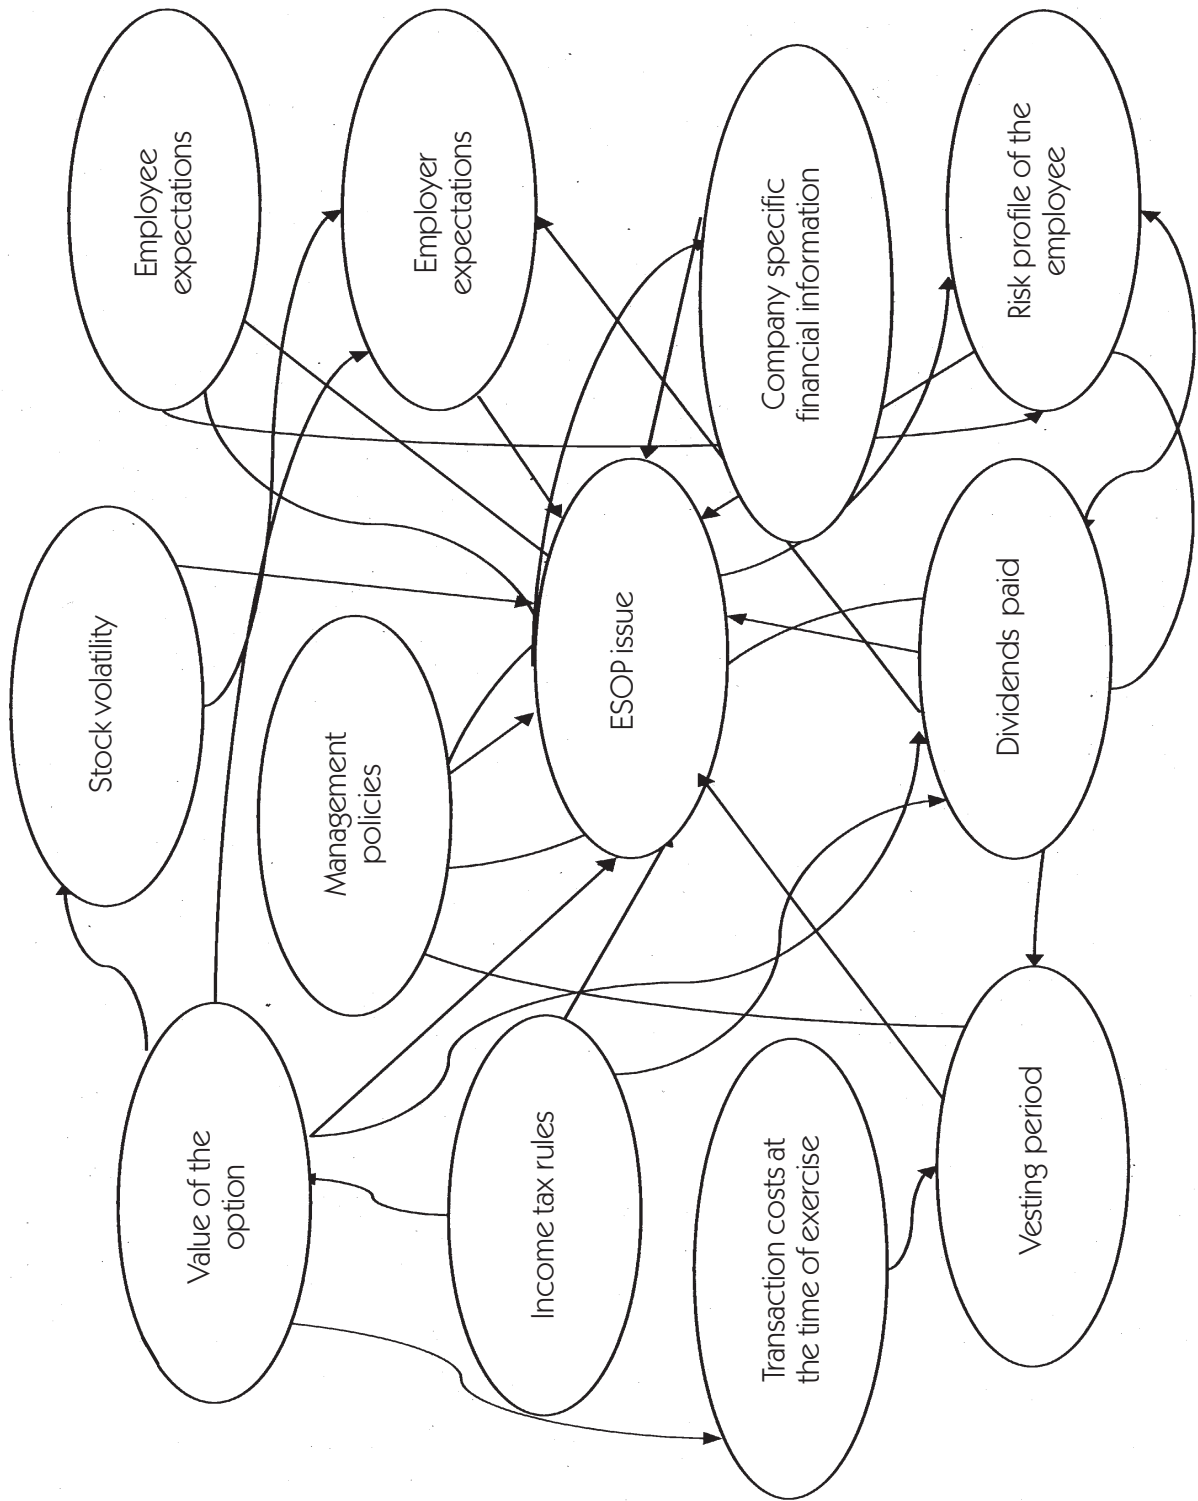 Value of the
option
Stock volatility
Employee
expectations
Management
policies
Employer
expectations
Income tax rules
ESOP issue
Transaction costs at
the time of exercise
Company specific
financial information
Vesting period
Dividends paid
Risk profile of the
employee